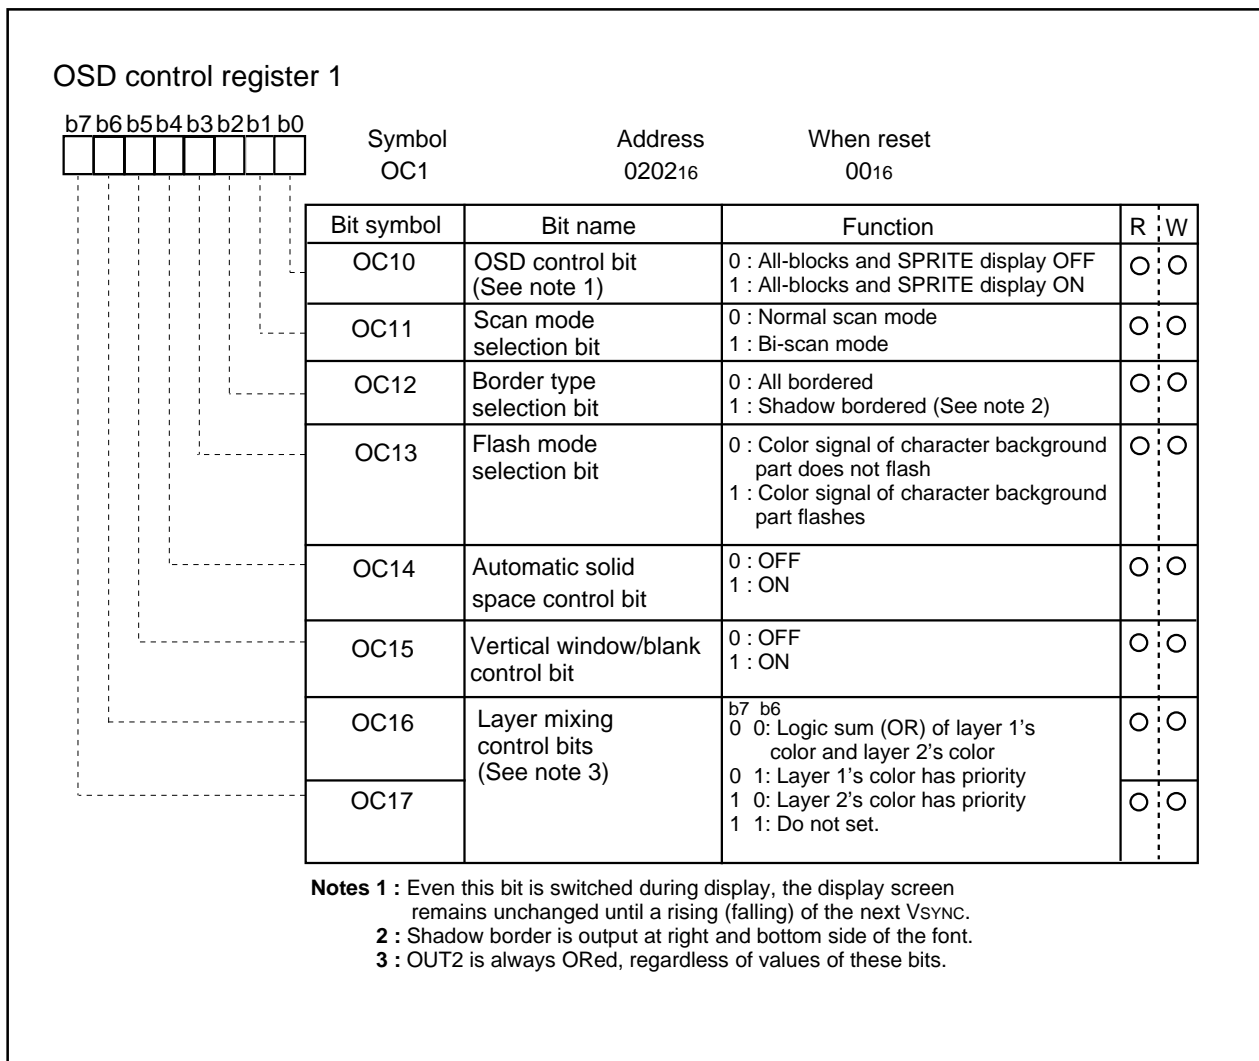 OSD control register 1
b7 b6 b5 b4 b3 b2 b1 b0
Symbol Address When reset
OC1 020216 0016
Bit symbol Bit name Function R W
OC10 OSD control bit (See note 1) 0 : All-blocks and SPRITE display OFF
1 : All-blocks and SPRITE display ON
OC11 Scan mode selection bit 0 : Normal scan mode
1 : Bi-scan mode
OC12 Border type selection bit 0 : All bordered
1 : Shadow bordered (See note 2)
OC13 Flash mode selection bit 0 : Color signal of character background
part does not flash
1 : Color signal of character background
part flashes
OC14 Automatic solid space control bit 0 : OFF
1 : ON
OC15 Vertical window/blank control bit 0 : OFF
1 : ON
OC16 Layer mixing control bits (See note 3) b7 b6
0 0: Logic sum (OR) of layer 1's
color and layer 2's color
0 1: Layer 1's color has priority
OC17 1 0: Layer 2's color has priority
1 1: Do not set.
Notes 1 : Even this bit is switched during display, the display screen
remains unchanged until a rising (falling) of the next VSYNC.
2 : Shadow border is output at right and bottom side of the font.
3 : OUT2 is always ORed, regardless of values of these bits.